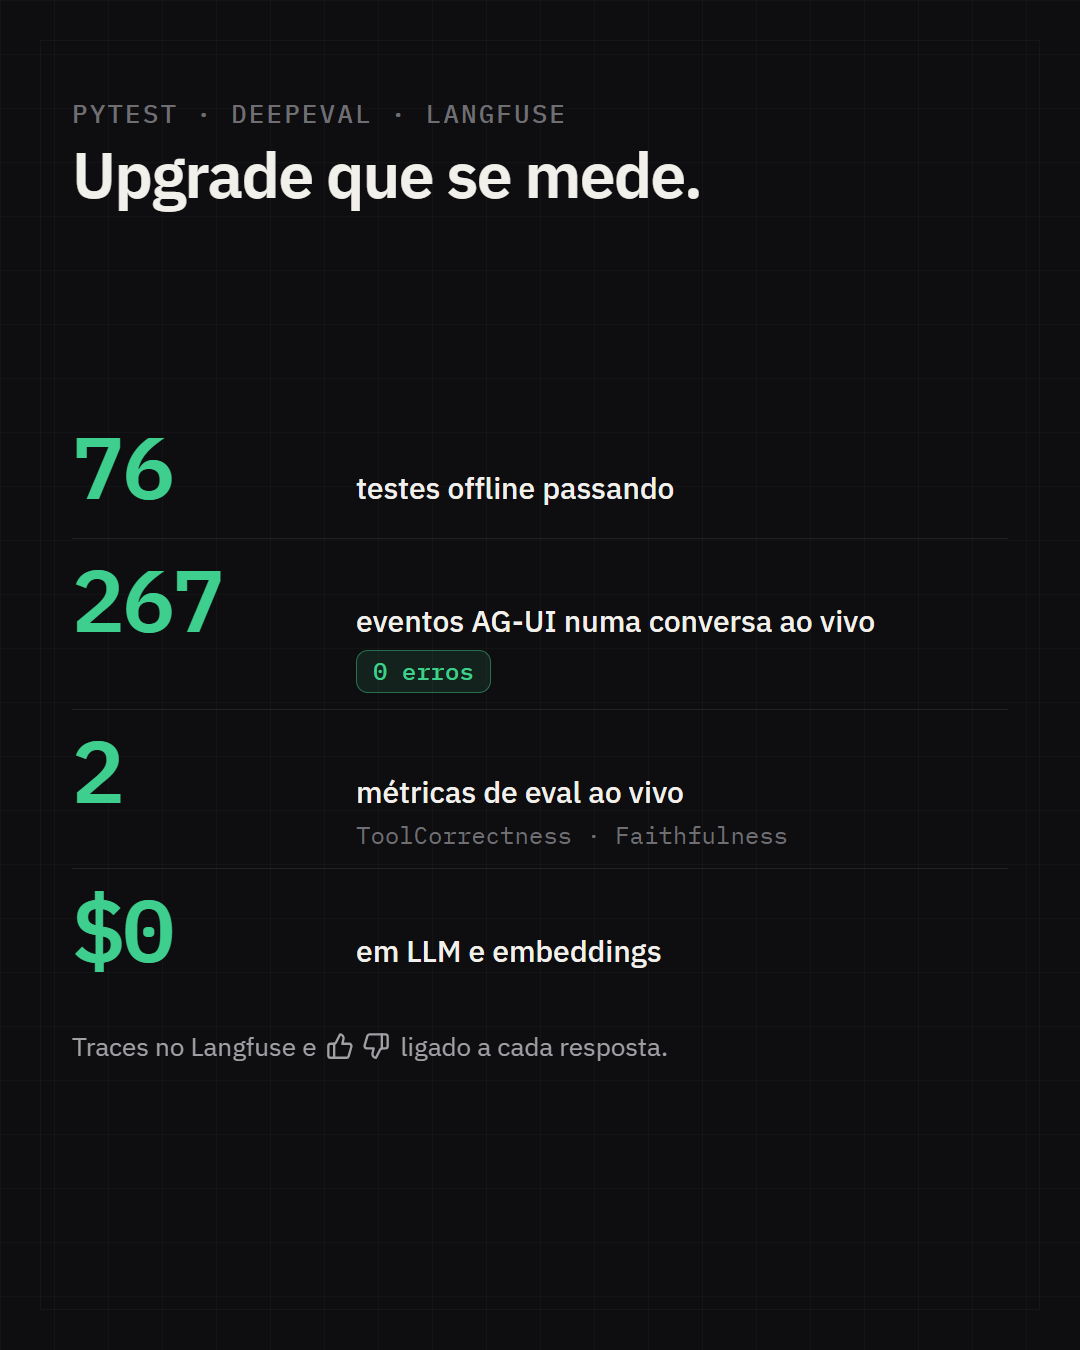 PYTEST · DEEPEVAL · LANGFUSE
Upgrade que se mede.
76
testes offline passando
267
eventos AG-UI numa conversa ao vivo
0 erros
2
métricas de eval ao vivo
ToolCorrectness · Faithfulness
$0
em LLM e embeddings
Traces no Langfuse e ligado a cada resposta.